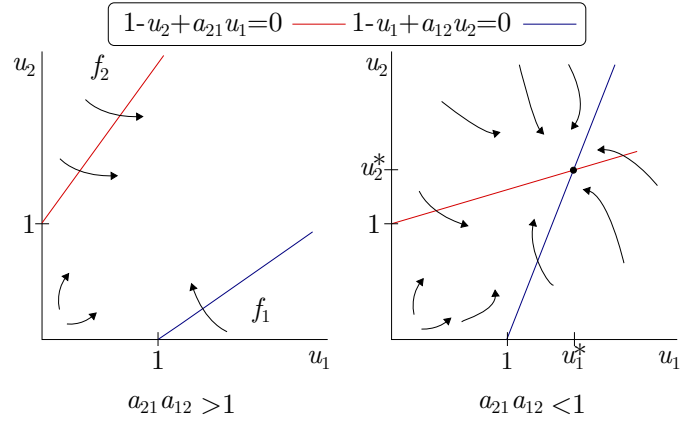 1-u₂+a₂₁u₁=0 1-u₁+a₁₂u₂=0
u₂ f₂
1
f₁
1 u₁
a₂₁a₁₂>1
u₂
u₂*
1
1 u₁* u₁
a₂₁a₁₂<1